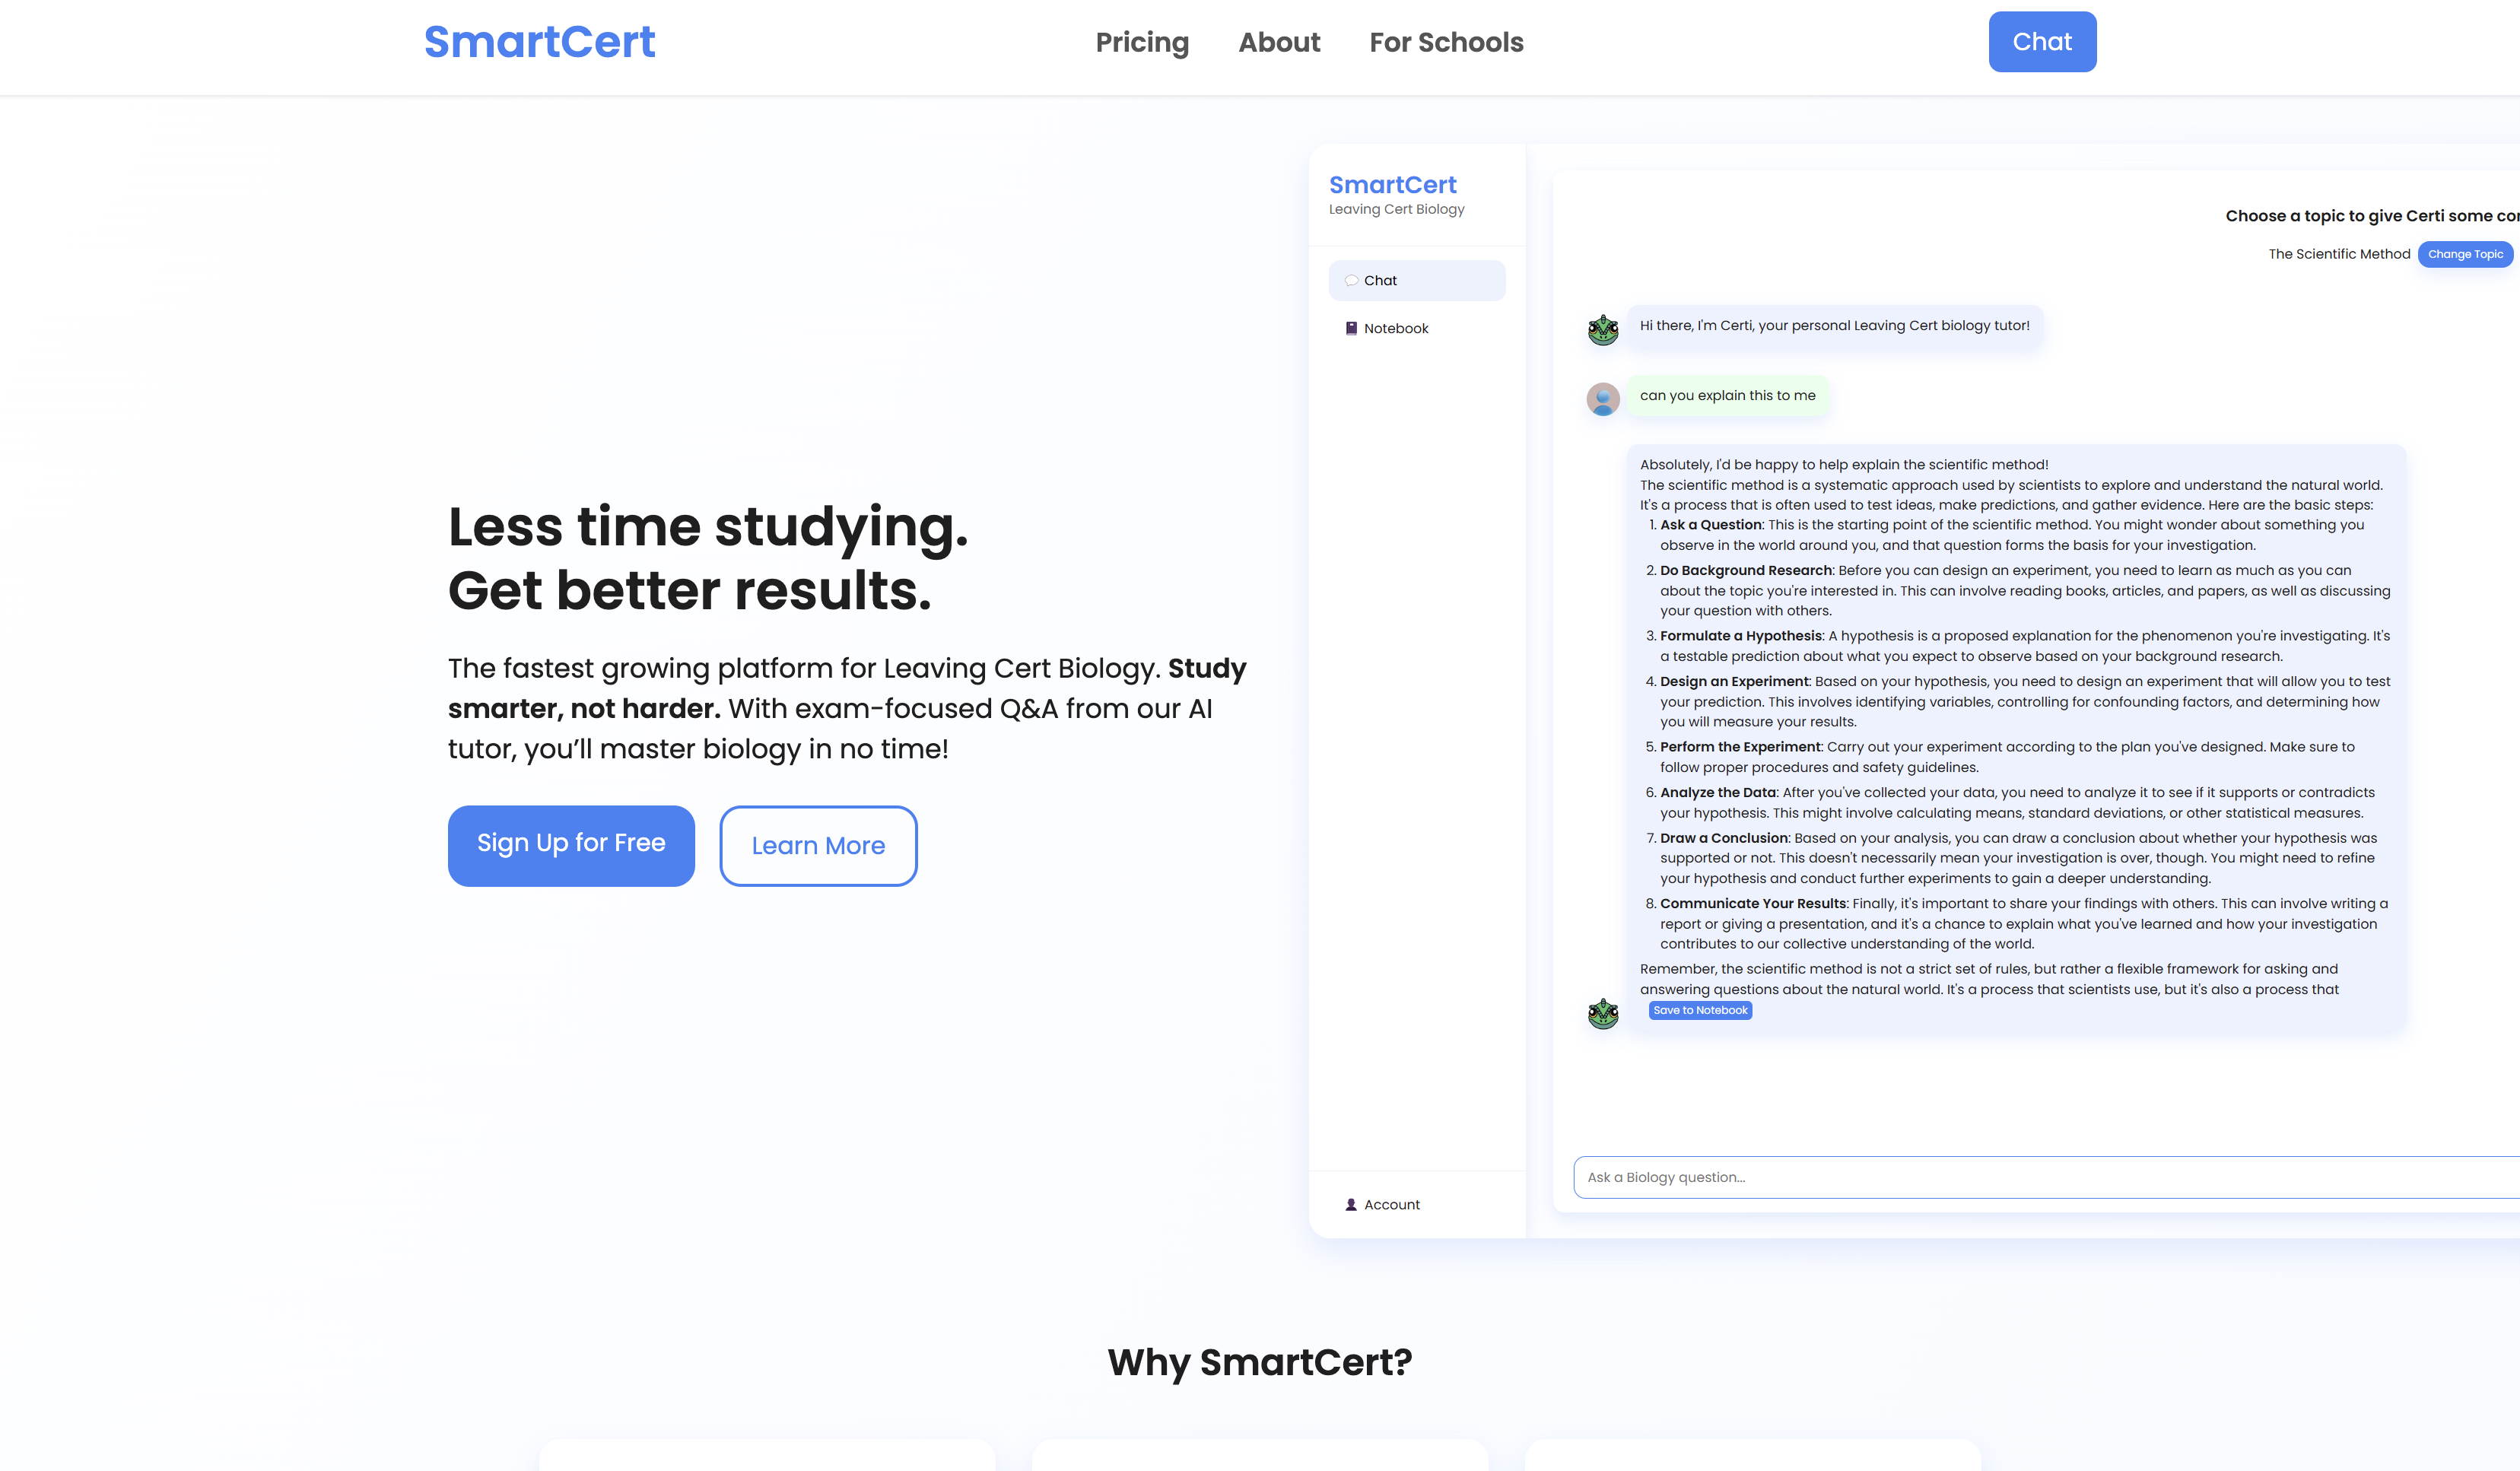 SmartCert
Pricing
About
For Schools
Chat
Less time studying.
Get better results.
The fastest growing platform for Leaving Cert Biology. Study
smarter, not harder. With exam-focused Q&A from our AI
tutor, you’ll master biology in no time!
Sign Up for Free
Learn More
SmartCert
Leaving Cert Biology
Chat
Notebook
Account
Choose a topic to give Certi some
The Scientific Method
Change Topic
Hi there, I'm Certi, your personal Leaving Cert biology tutor!
can you explain this to me
Absolutely, I'd be happy to help explain the scientific method!
The scientific method is a systematic approach used by scientists to explore and understand the natural world.
It's a process that is often used to test ideas, make predictions, and gather evidence. Here are the basic steps:
1. Ask a Question: This is the starting point of the scientific method. You might wonder about something you
observe in the world around you, and that question forms the basis for your investigation.
2. Do Background Research: Before you can design an experiment, you need to learn as much as you can
about the topic you're interested in. This can involve reading books, articles, and papers, as well as discussing
your question with others.
3. Formulate a Hypothesis: A hypothesis is a proposed explanation for the phenomenon you're investigating. It's
a testable prediction about what you expect to observe based on your background research.
4. Design an Experiment: Based on your hypothesis, you need to design an experiment that will allow you to test
your prediction. This involves identifying variables, controlling for confounding factors, and determining how
you will measure your results.
5. Perform the Experiment: Carry out your experiment according to the plan you've designed. Make sure to
follow proper procedures and safety guidelines.
6. Analyze the Data: After you've collected your data, you need to analyze it to see if it supports or contradicts
your hypothesis. This might involve calculating means, standard deviations, or other statistical measures.
7. Draw a Conclusion: Based on your analysis, you can draw a conclusion about whether your hypothesis was
supported or not. This doesn't necessarily mean your investigation is over, though. You might need to refine
your hypothesis and conduct further experiments to gain a deeper understanding.
8. Communicate Your Results: Finally, it's important to share your findings with others. This can involve writing a
report or giving a presentation, and it's a chance to explain what you've learned and how your investigation
contributes to our collective understanding of the world.
Remember, the scientific method is not a strict set of rules, but rather a flexible framework for asking and
answering questions about the natural world. It's a process that scientists use, but it's also a process that
Save to Notebook
Ask a Biology question...
Why SmartCert?